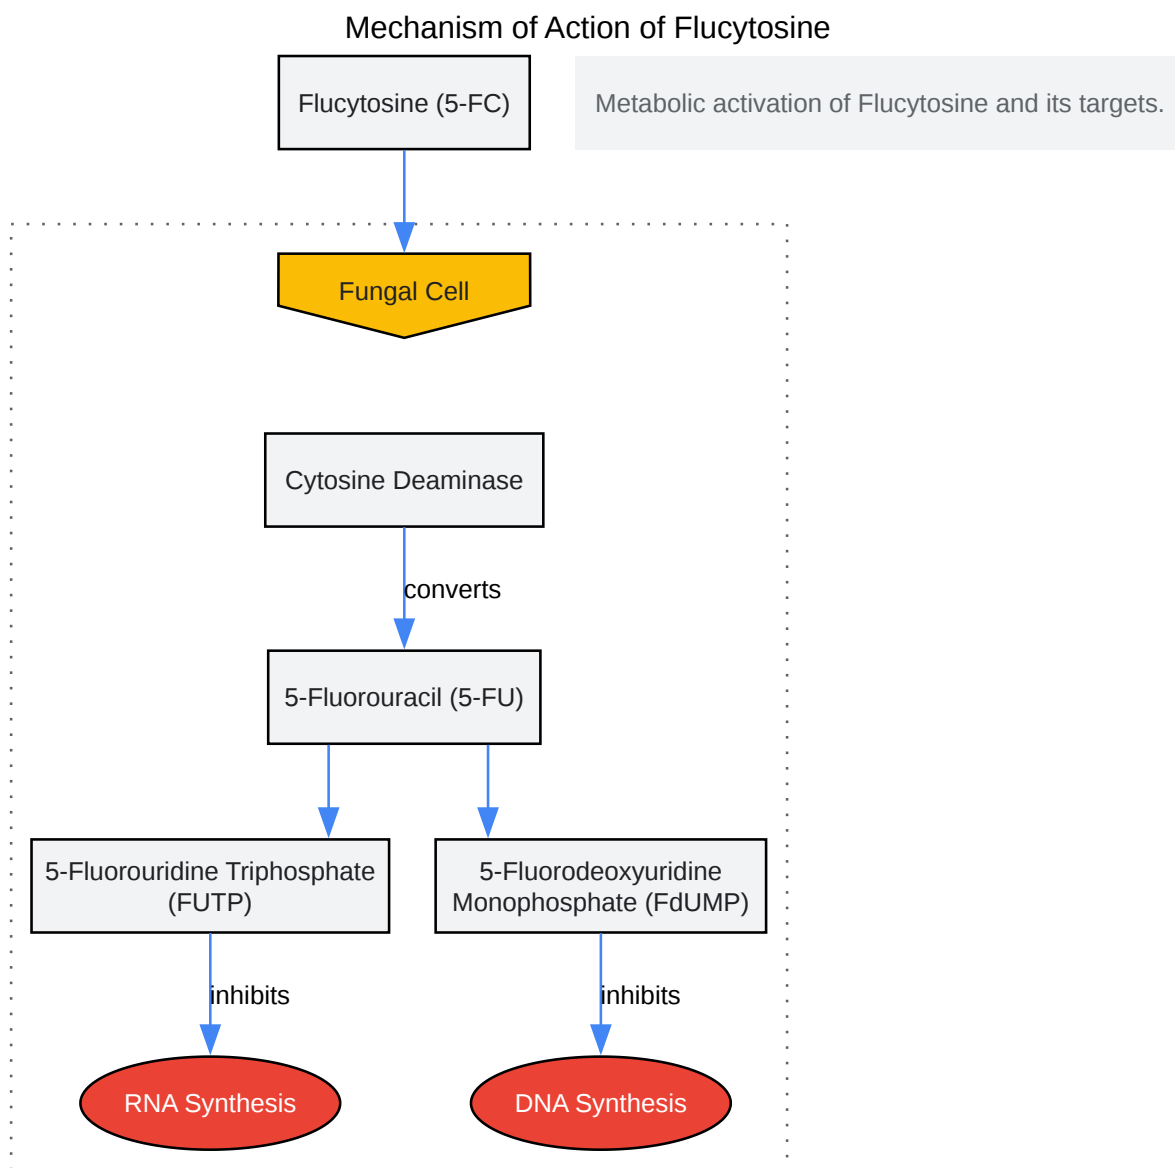 Mechanism of Action of Flucytosine
Flucytosine (5-FC)
Metabolic activation of Flucytosine and its targets.
Fungal Cell
Cytosine Deaminase
converts
5-Fluorouracil (5-FU)
5-Fluorouridine Triphosphate
(FUTP)
5-Fluorodeoxyuridine
Monophosphate (FdUMP)
inhibits
inhibits
RNA Synthesis
DNA Synthesis